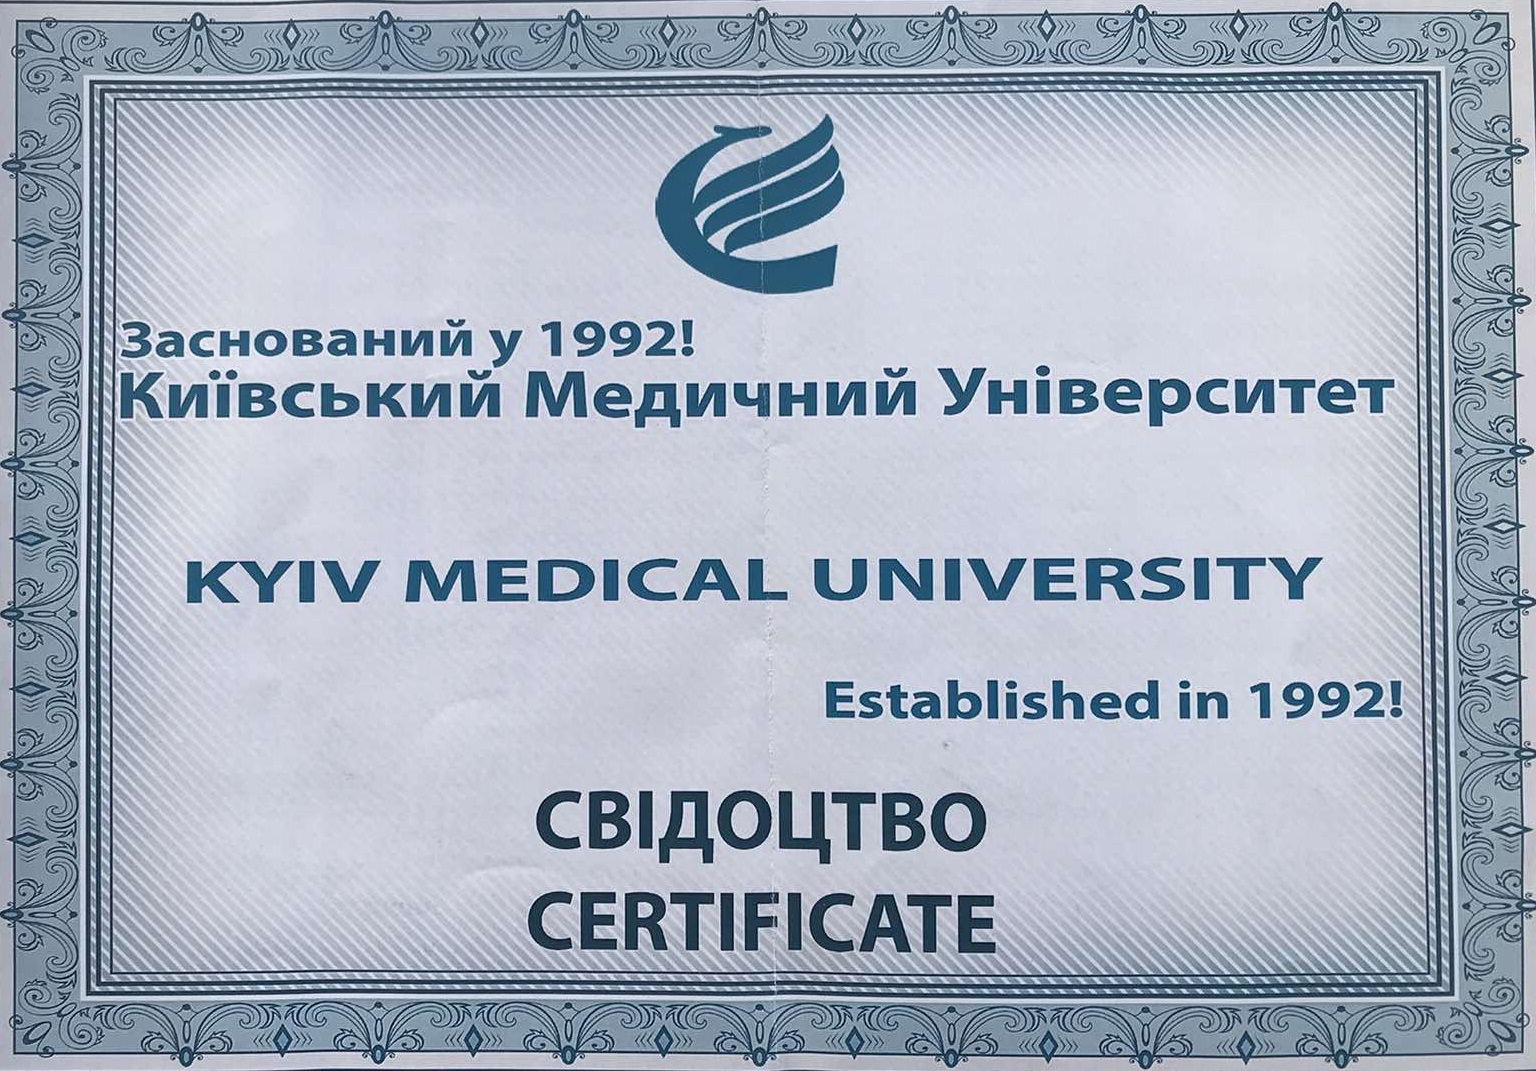 Заснований у 1992!
Київський Медичний Університет
KYIV MEDICAL UNIVERSITY
Established in 1992!
СВІДОЦТВО
CERTIFICATE